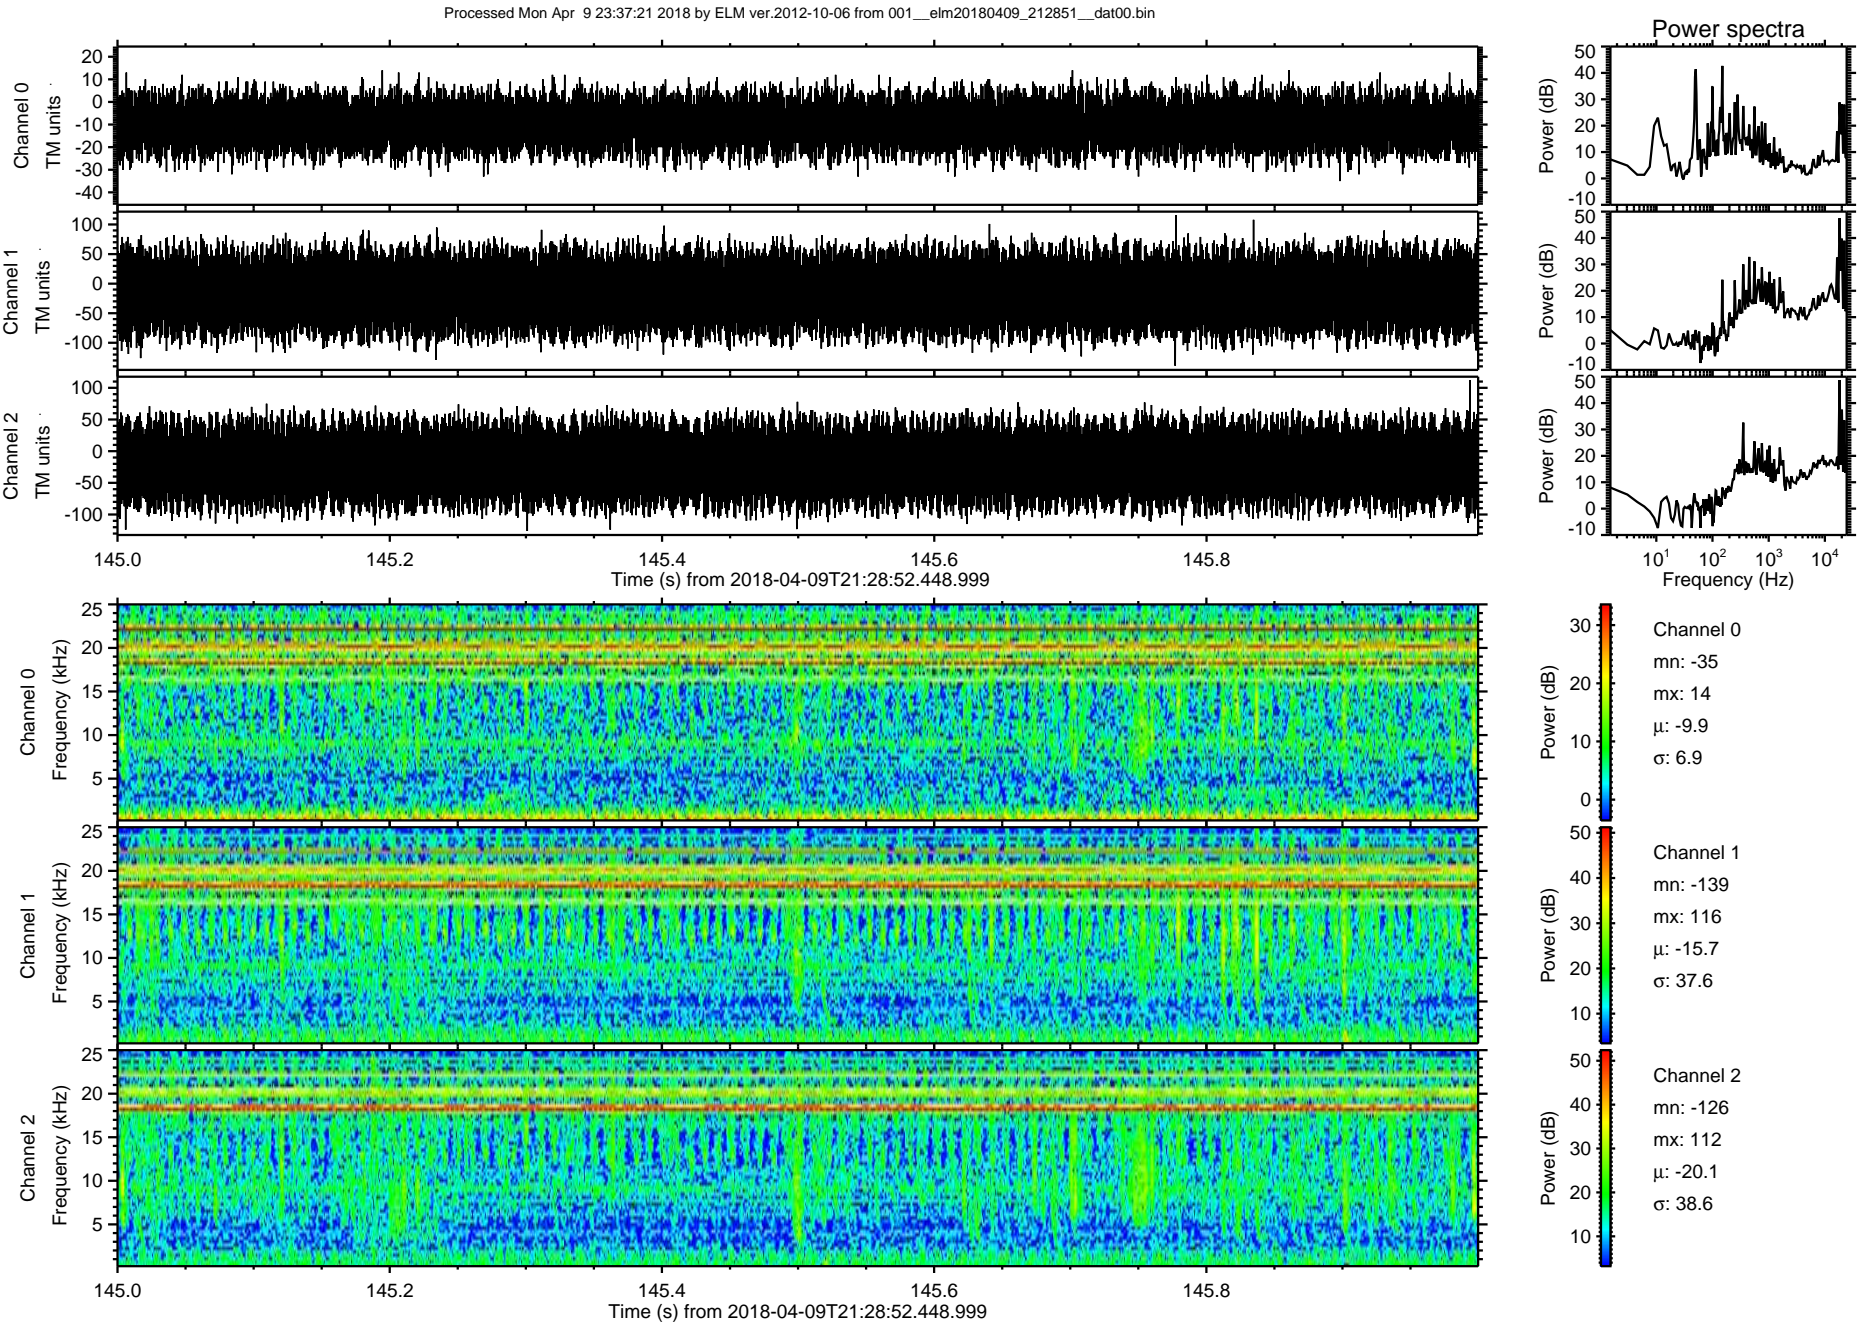 Processed Mon Apr  9 23:37:21 2018 by ELM ver.2012-10-06 from 001__elm20180409_212851__dat00.bin
Power spectra
Channel 0
TM units
20
10
0
-10
-20
-30
-40
Power (dB)
50
40
30
20
10
0
-10
Channel 1
TM units
100
50
0
-50
-100
Power (dB)
50
40
30
20
10
0
-10
Channel 2
TM units
100
50
0
-50
-100
Power (dB)
50
40
30
20
10
0
-10
145.0 145.2 145.4 145.6 145.8
Time (s) from 2018-04-09T21:28:52.448.999
10¹ 10² 10³ 10⁴
Frequency (Hz)
Channel 0
Frequency (kHz)
25
20
15
10
5
Power (dB)
30
20
10
0
Channel 0
mn: -35
mx: 14
μ: -9.9
σ: 6.9
Channel 1
Frequency (kHz)
25
20
15
10
5
Power (dB)
50
40
30
20
10
Channel 1
mn: -139
mx: 116
μ: -15.7
σ: 37.6
Channel 2
Frequency (kHz)
25
20
15
10
5
Power (dB)
50
40
30
20
10
Channel 2
mn: -126
mx: 112
μ: -20.1
σ: 38.6
145.0 145.2 145.4 145.6 145.8
Time (s) from 2018-04-09T21:28:52.448.999